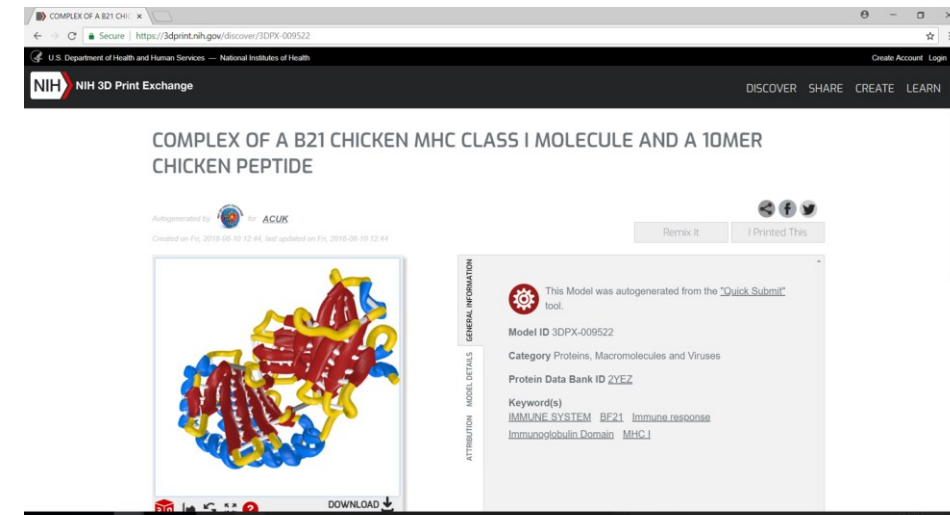 COMPLEX OF A B21 CHIC
Secure | https://3dprint.nih.gov/discover/3DPX-009522
U.S. Department of Health and Human Services — National Institutes of Health
Create Account Login
NIH NIH 3D Print Exchange
DISCOVER SHARE CREATE LEARN
COMPLEX OF A B21 CHICKEN MHC CLASS I MOLECULE AND A 10MER
CHICKEN PEPTIDE
Autogenerated by for ACUK
Created on Fri, 2018-08-10 12:44, last updated on Fri, 2018-08-10 12:44
Remix It
I Printed This
GENERAL INFORMATION
MODEL DETAILS
ATTRIBUTION
This Model was autogenerated from the "Quick Submit"
tool.
Model ID 3DPX-009522
Category Proteins, Macromolecules and Viruses
Protein Data Bank ID 2YEZ
Keyword(s)
IMMUNE SYSTEM BF21 Immune response
Immunoglobulin Domain MHC I
DOWNLOAD